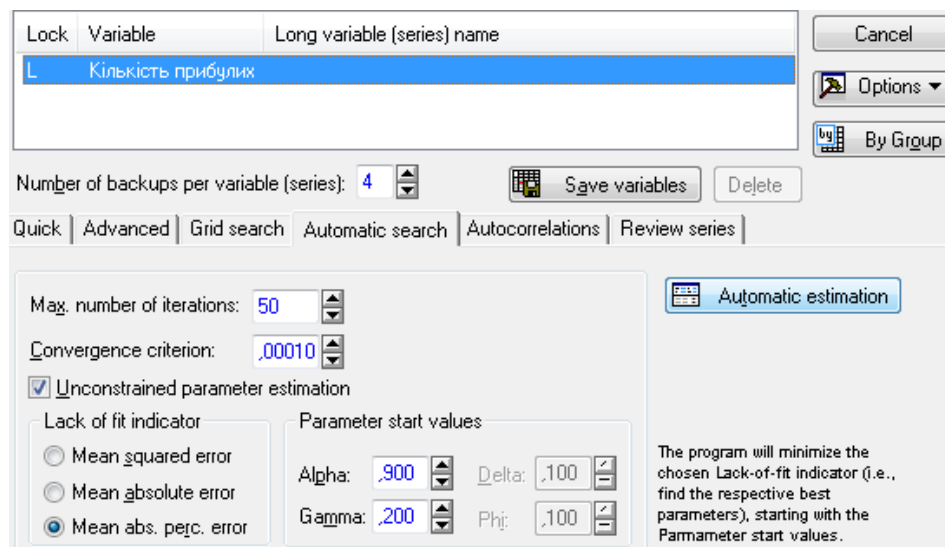 Lock Variable Long variable (series) name
L Кількість прибулих
Cancel
Options
by By Group
Number of backups per variable (series): 4 Save variables Delete
Quick Advanced Grid search Automatic search Autocorrelations Review series
Max. number of iterations: 50
Automatic estimation
Convergence criterion: ,00010
Unconstrained parameter estimation
Lack of fit indicator Parameter start values
Mean squared error
Mean absolute error
Mean abs. perc. error
Alpha: ,900 Delta: ,100
Gamma: ,200 Phi: ,100
The program will minimize the
chosen Lack-of-fit indicator (i.e.,
find the respective best
parameters), starting with the
Parmameter start values.